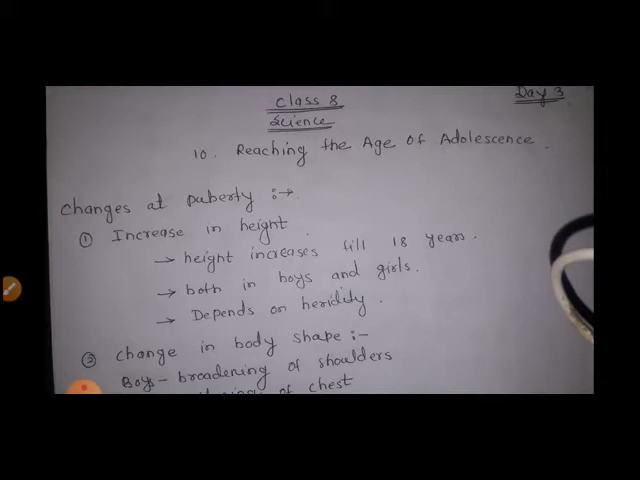 Class 8
Day 3
Science
10. Reaching the Age of Adolescence.
Changes at puberty :→
① Increase in height
→ height increases till 18 years.
→ both in boys and girls.
→ Depends on heridity.
② Change in body shape :-
Boys - broadening of shoulders
of chest